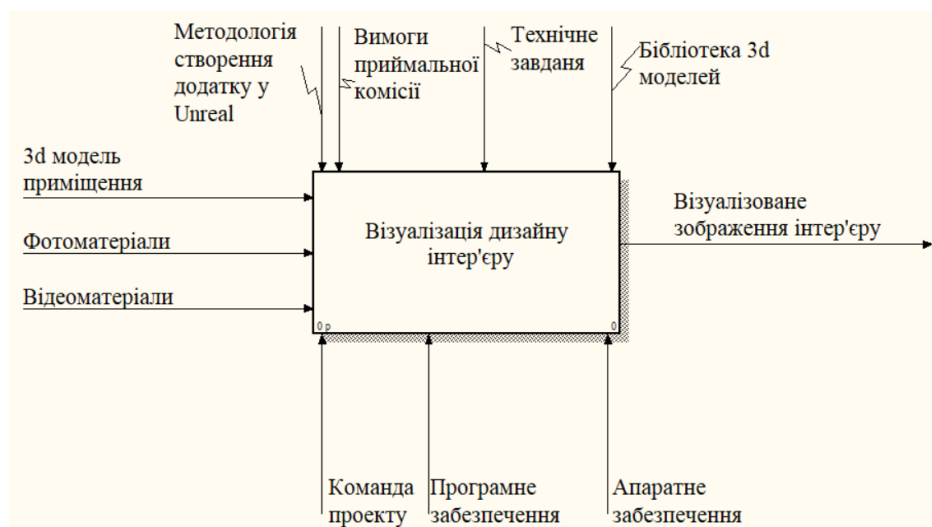 Методологія
створення
додатку у
Unreal
Вимоги
приймальної
комісії
Технічне
завданя
Бібліотека 3d
моделей
3d модель
приміщення
Фотоматеріали
Відеоматеріали
Візуалізація дизайну
інтер'єру
0 р
0
Візуалізоване
зображення інтер'єру
Команда
проекту
Програмне
забезпечення
Апаратне
забезпечення